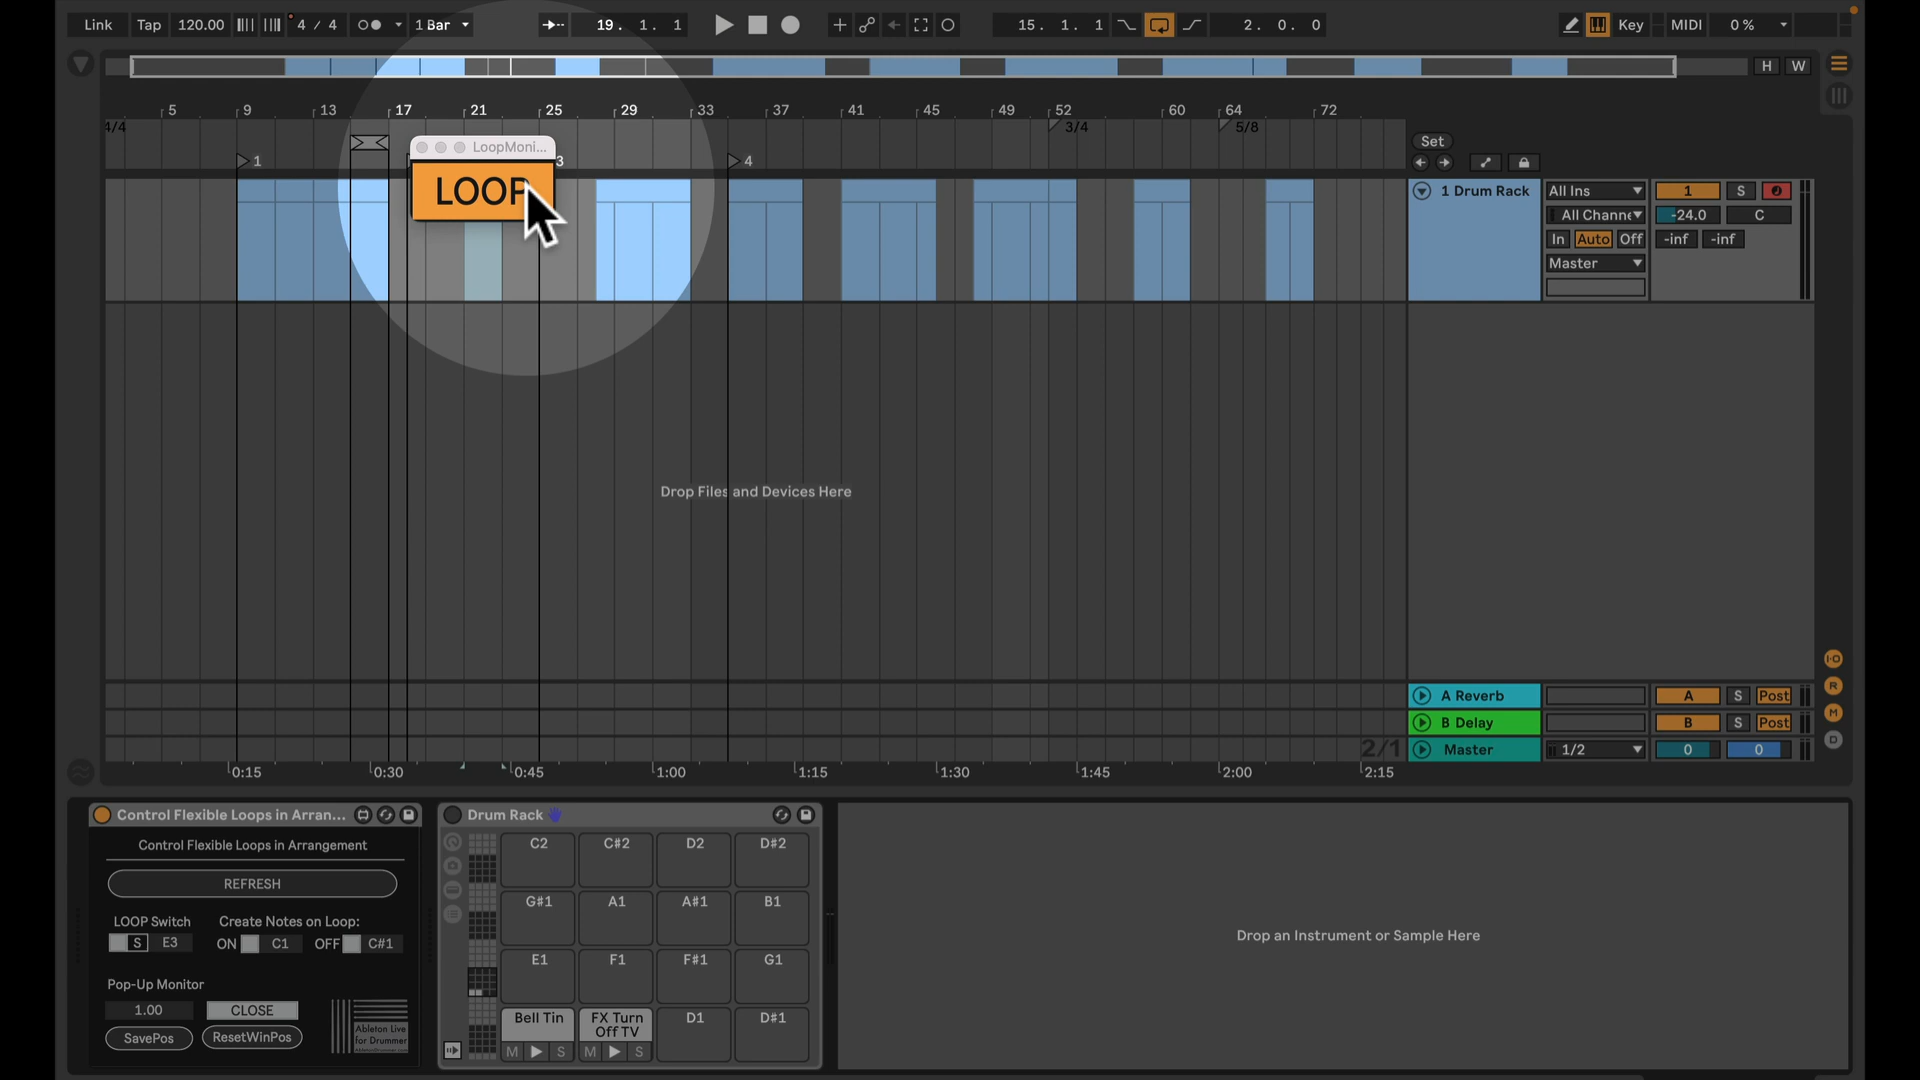 Link Tap 120.00 4 / 4 1 Bar 19. 1. 1 15. 1. 1 2. 0. 0 Key MIDI 0 %
H W
5 9 13 17 21 25 29 33 37 41 45 49 52 60 64 72
4/4 3/4 5/8
Set
LoopMoni...
1 3 4
LOOP
1 Drum Rack All Ins 1 S
All Channe -24.0 C
In Auto Off -inf -inf
Master
Drop Files and Devices Here
A Reverb A S Post
B Delay B S Post
2/1 Master 1/2 0 0
0:15 0:30 0:45 1:00 1:15 1:30 1:45 2:00 2:15
I·O
R
M
D
Control Flexible Loops in Arran...
Control Flexible Loops in Arrangement
REFRESH
LOOP Switch Create Notes on Loop:
S E3 ON C1 OFF C#1
Pop-Up Monitor
1.00 CLOSE
SavePos ResetWinPos
Ableton Live
for Drummer
Drum Rack
C2 C#2 D2 D#2
G#1 A1 A#1 B1
E1 F1 F#1 G1
Bell Tin FX Turn Off TV D1 D#1
M S M S
Drop an Instrument or Sample Here